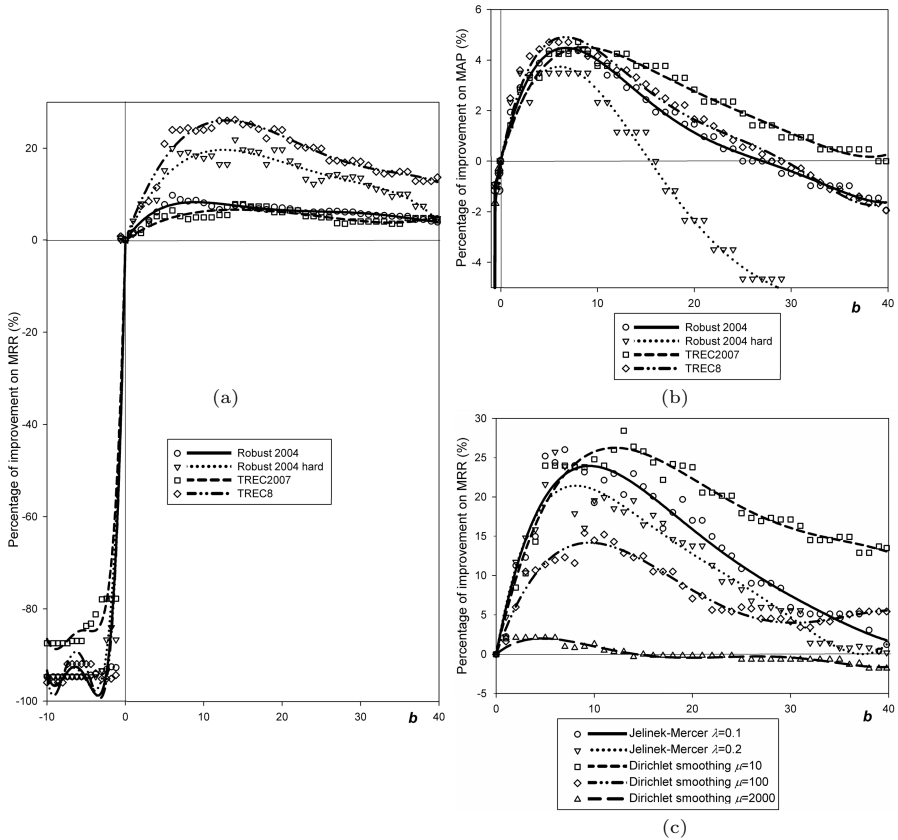 Percentage of improvement on MRR (%)
20
0
-20
-40
-60
-80
-100
-10
0
10
20
30
40
b
(a)
Robust 2004
Robust 2004 hard
TREC2007
TREC8
Percentage of improvement on MAP (%)
6
4
2
0
-2
-4
0
10
20
30
40
b
Robust 2004
Robust 2004 hard
TREC2007
TREC8
(b)
Percentage of improvement on MRR (%)
30
25
20
15
10
5
0
-5
0
10
20
30
40
b
Jelinek-Mercer λ=0.1
Jelinek-Mercer λ=0.2
Dirichlet smoothing μ=10
Dirichlet smoothing μ=100
Dirichlet smoothing μ=2000
(c)